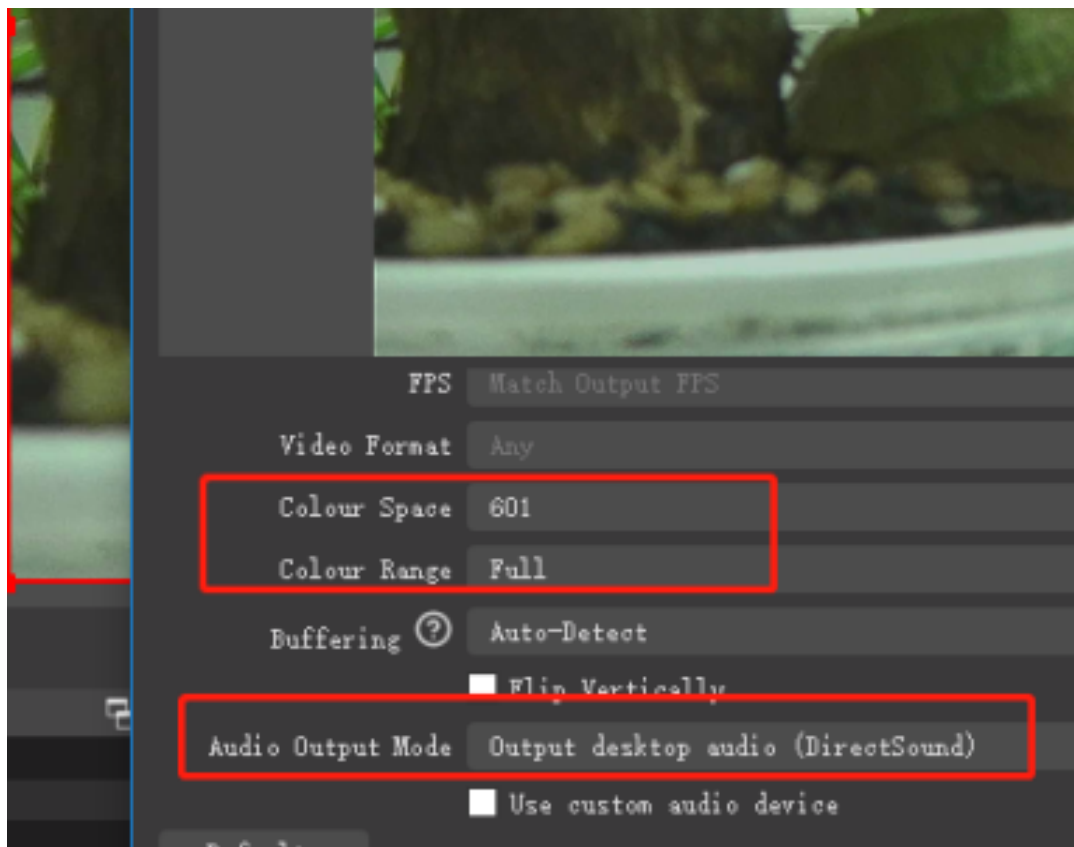 FPS Match Output FPS
Video Format Any
Colour Space 601
Colour Range Full
Buffering ? Auto-Detect
Flip Vertically
Audio Output Mode Output desktop audio (DirectSound)
Use custom audio device